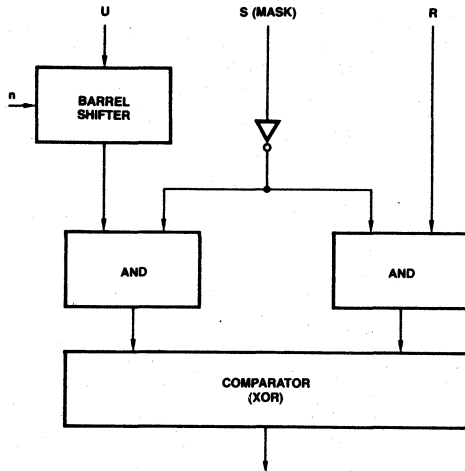 U
S (MASK)
R
n
BARREL
SHIFTER
AND
AND
COMPARATOR
(XOR)